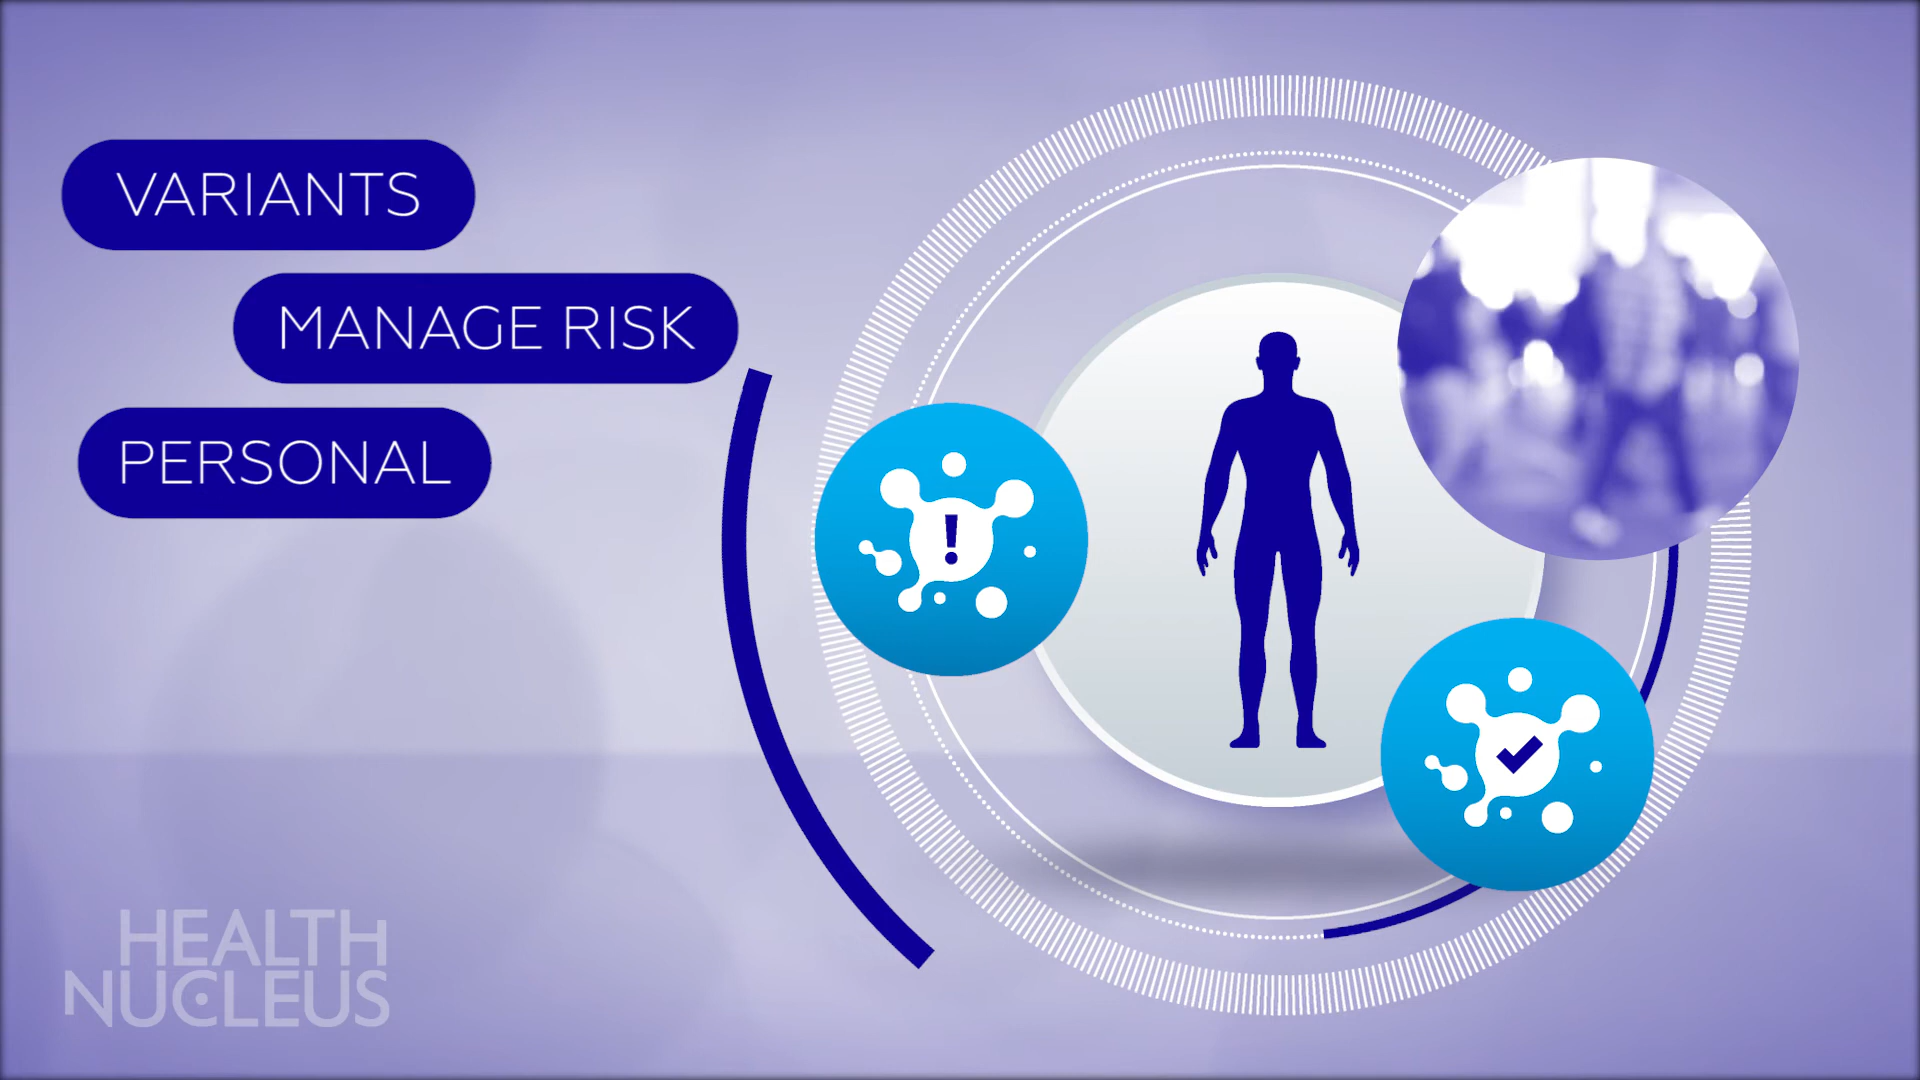 VARIANTS
MANAGE RISK
PERSONAL
!
HEALTH
NUCLEUS